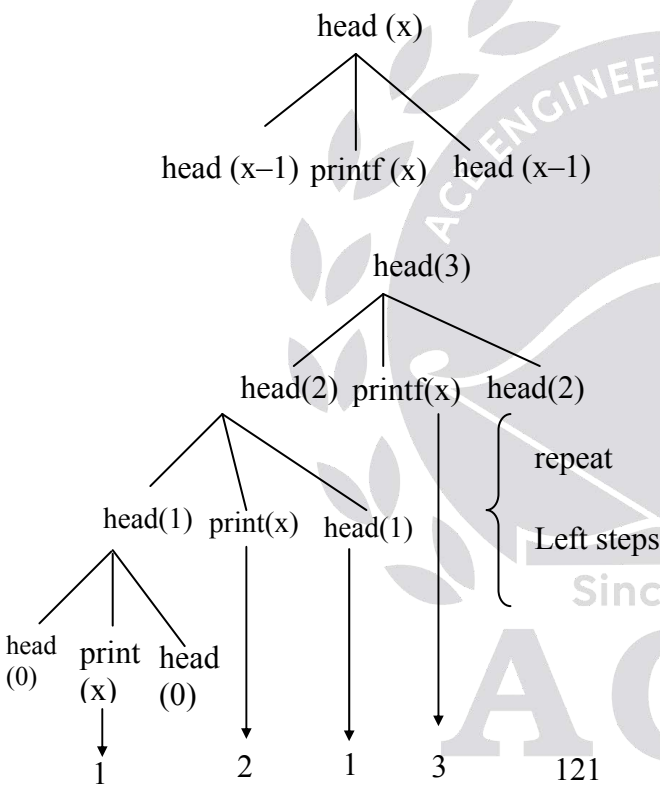 head (x)
head (x–1) printf (x) head (x–1)
head(3)
head(2) printf(x) head(2)
repeat
Left steps
head(1) print(x) head(1)
head
(0)
print
(x)
head
(0)
1 2 1 3 121